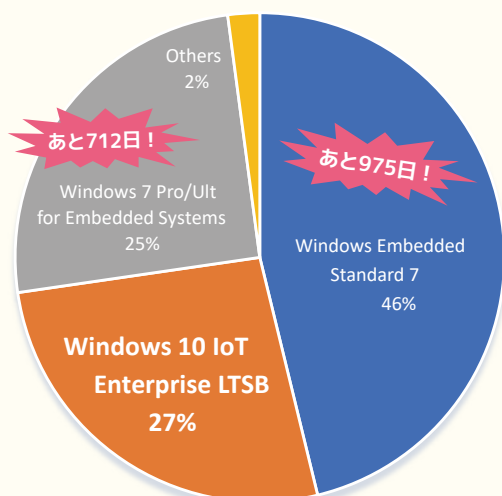 Others
2%
あと712日！
あと975日！
Windows 7 Pro/Ult
for Embedded Systems
25%
Windows Embedded
Standard 7
46%
Windows 10 IoT
Enterprise LTSB
27%